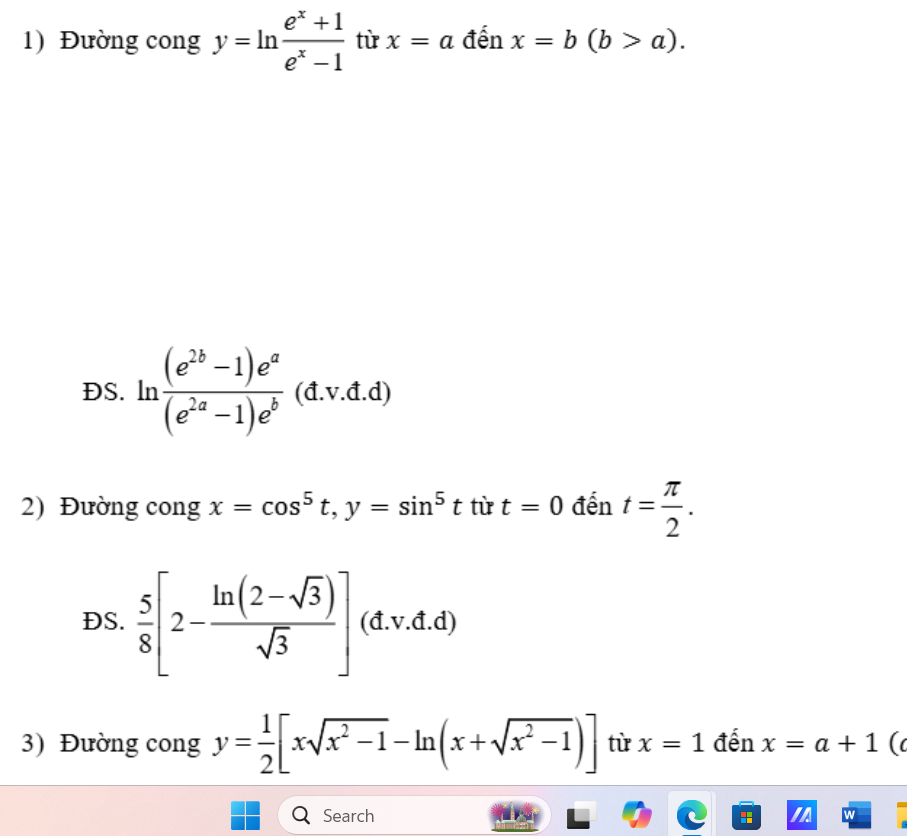 1) Đường cong $y = \ln\frac{e^x+1}{e^x-1}$ từ $x = a$ đến $x = b$ $(b > a)$.
ĐS. $\ln\frac{(e^{2b}-1)e^a}{(e^{2a}-1)e^b}$ (đ.v.đ.d)
2) Đường cong $x = \cos^5 t, y = \sin^5 t$ từ $t = 0$ đến $t = \frac{\pi}{2}$.
ĐS. $\frac{5}{8}\left[2-\frac{\ln(2-\sqrt{3})}{\sqrt{3}}\right]$ (đ.v.đ.d)
3) Đường cong $y = \frac{1}{2}\left[x\sqrt{x^2-1}-\ln\left(x+\sqrt{x^2-1}\right)\right]$ từ $x = 1$ đến $x = a + 1$ (
Search